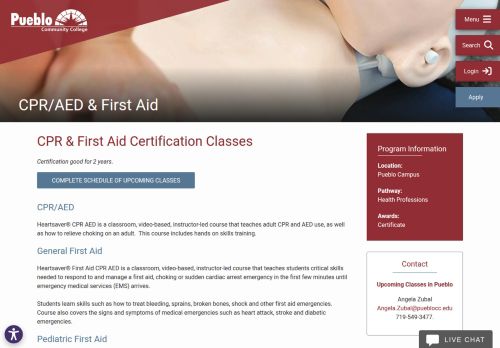 Pueblo
Community College
Menu
Search
Login
Apply
CPR/AED & First Aid
CPR & First Aid Certification Classes
Certification good for 2 years.
COMPLETE SCHEDULE OF UPCOMING CLASSES
CPR/AED
Heartsaver® CPR AED is a classroom, video-based, instructor-led course that teaches adult CPR and AED use, as well
as how to relieve choking on an adult. This course includes hands on skills training.
General First Aid
Heartsaver® First Aid CPR AED is a classroom, video-based, instructor-led course that teaches students critical skills
needed to respond to and manage a first aid, choking or sudden cardiac arrest emergency in the first few minutes until
emergency medical services (EMS) arrives.
Students learn skills such as how to treat bleeding, sprains, broken bones, shock and other first aid emergencies.
Course also covers the signs and symptoms of medical emergencies such as heart attack, stroke and diabetic
emergencies.
Pediatric First Aid
Program Information
Location:
Pueblo Campus
Pathway:
Health Professions
Awards:
Certificate
Contact
Upcoming Classes in Pueblo
Angela Zubal
Angela.Zubal@pueblocc.edu
719-549-3477.
LIVE CHAT